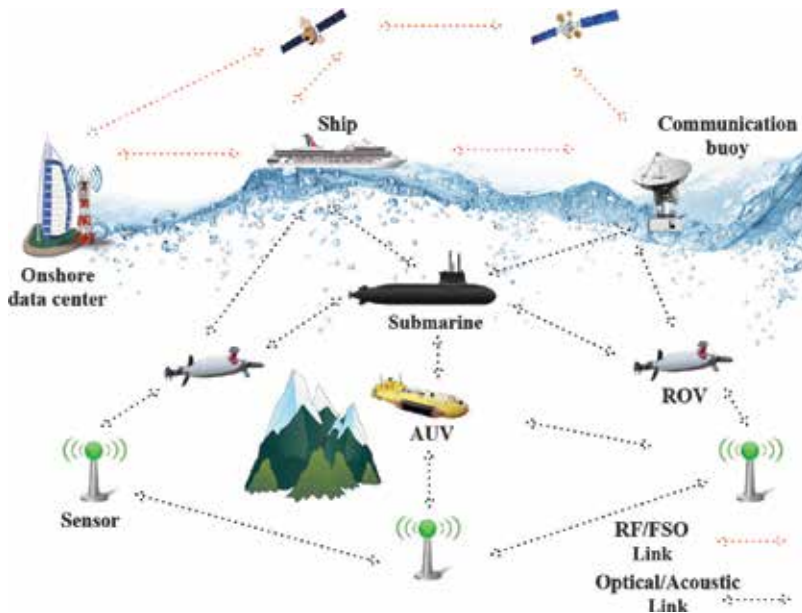 Ship
Communication
buoy
Onshore
data center
Submarine
ROV
AUV
Sensor
RF/FSO
Link
Optical/Acoustic
Link